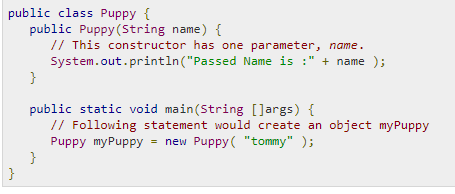 public class Puppy {
   public Puppy(String name) {
      // This constructor has one parameter, name.
      System.out.println("Passed Name is :" + name );
   }

   public static void main(String []args) {
      // Following statement would create an object myPuppy
      Puppy myPuppy = new Puppy( "tommy" );
   }
}